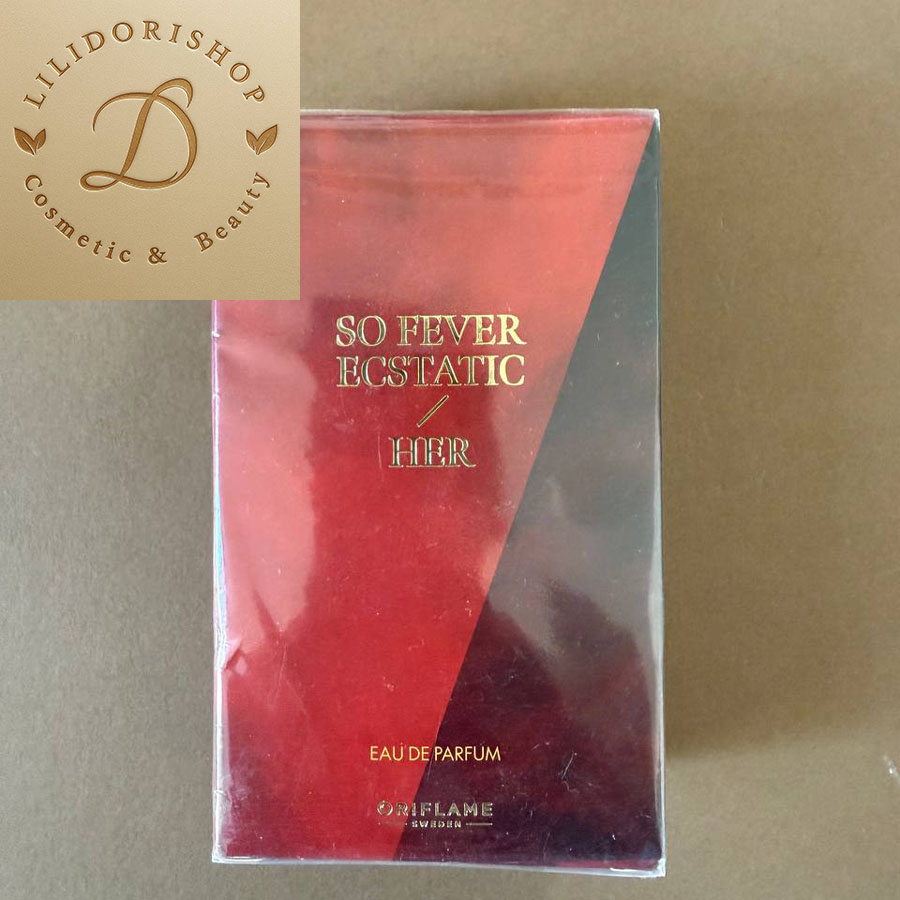 LILIDORISHOP
D
Cosmetic & Beauty
SO FEVER
ECSTATIC
/
HER
EAU DE PARFUM
ORIFLAME
SWEDEN